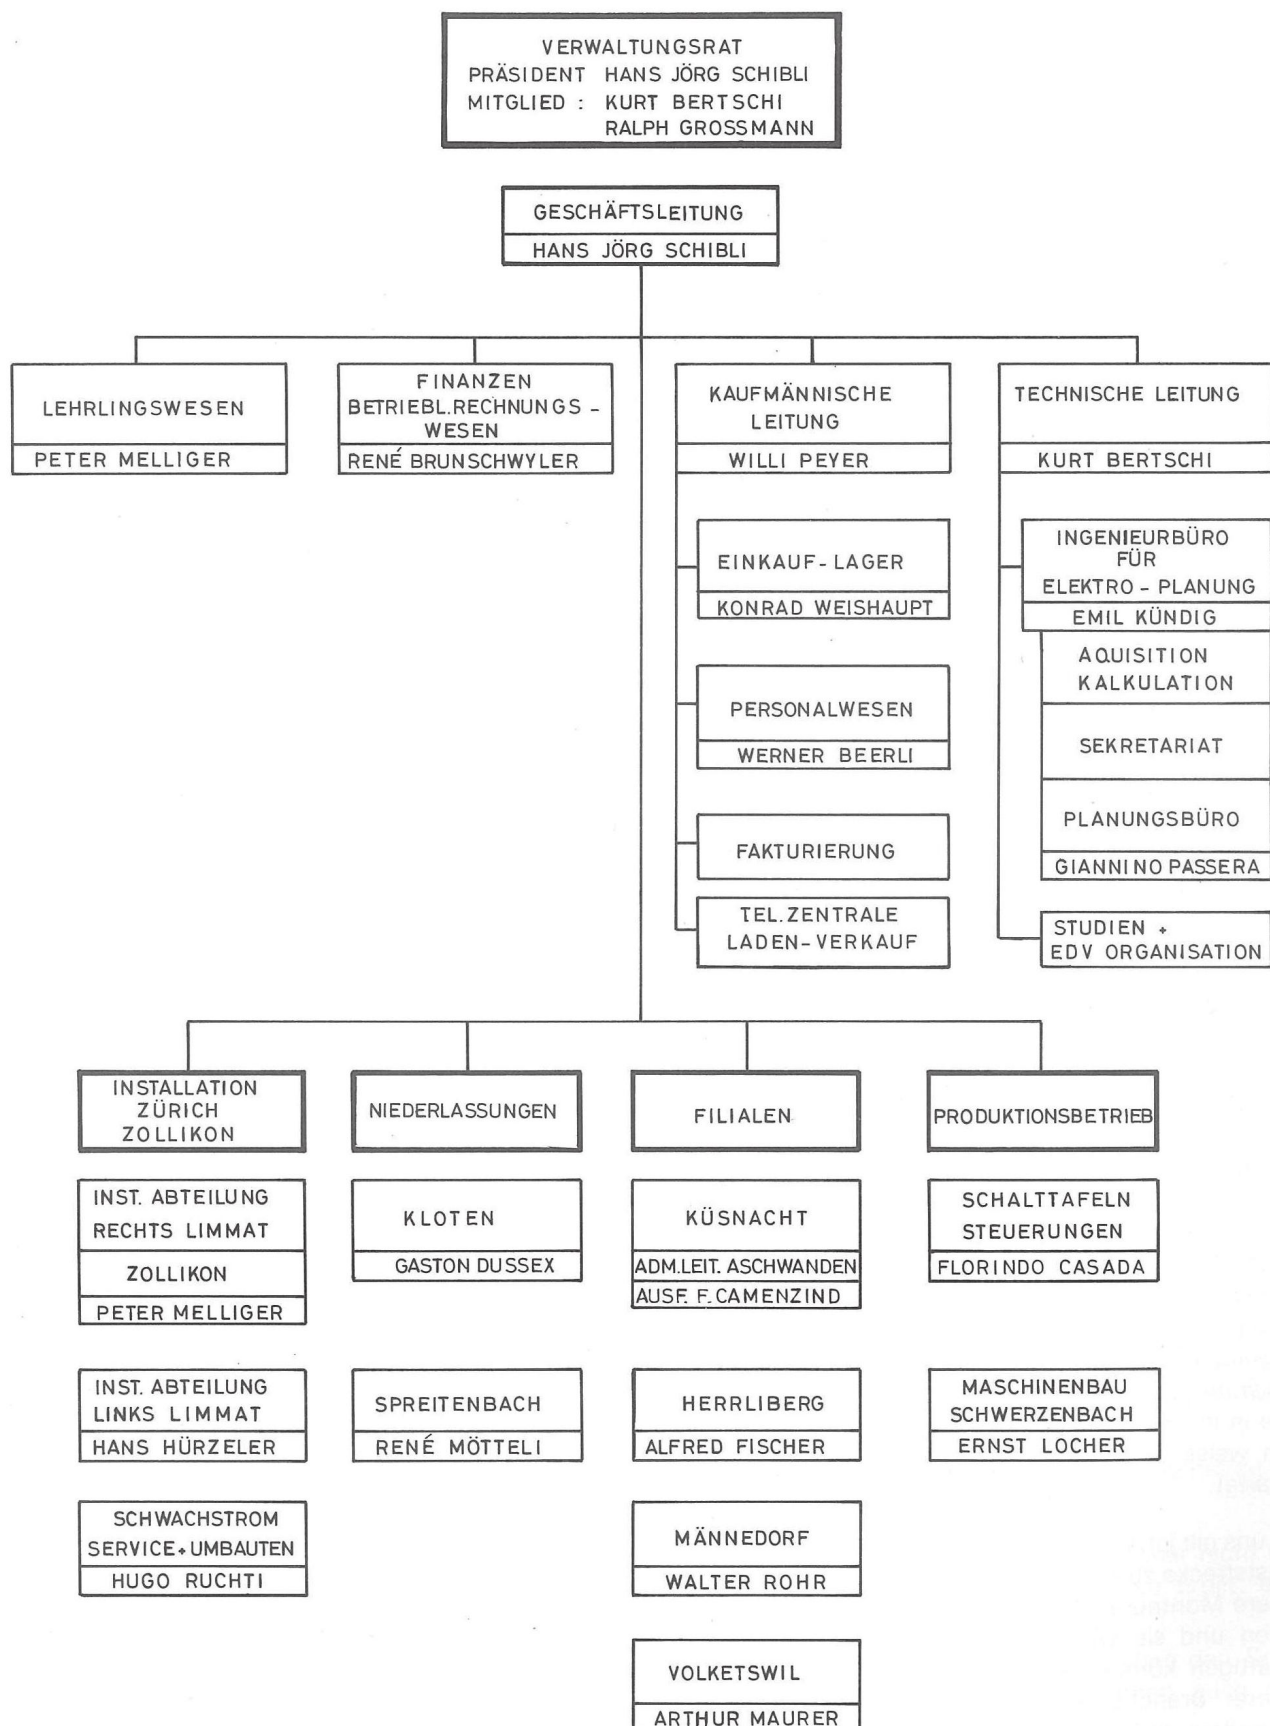 VERWALTUNGSRAT
PRÄSIDENT HANS JÖRG SCHIBLI
MITGLIED : KURT BERTSCHI
RALPH GROSSMANN
GESCHÄFTSLEITUNG
HANS JÖRG SCHIBLI
LEHRLINGSWESEN
PETER MELLIGER
FINANZEN
BETRIEBL.RECHNUNGS-
WESEN
RENÉ BRUNSCHWYLER
KAUFMÄNNISCHE
LEITUNG
WILLI PEYER
TECHNISCHE LEITUNG
KURT BERTSCHI
EINKAUF-LAGER
KONRAD WEISHAUPT
PERSONALWESEN
WERNER BEERLI
FAKTURIERUNG
TEL. ZENTRALE
LADEN-VERKAUF
INGENIEURBÜRO
FÜR
ELEKTRO-PLANUNG
EMIL KÜNDIG
AQUISITION
KALKULATION
SEKRETARIAT
PLANUNGSBÜRO
GIANNINO PASSERA
STUDIEN +
EDV ORGANISATION
INSTALLATION
ZÜRICH
ZOLLIKON
INST. ABTEILUNG
RECHTS LIMMAT
ZOLLIKON
PETER MELLIGER
INST. ABTEILUNG
LINKS LIMMAT
HANS HÜRZELER
SCHWACHSTROM
SERVICE+UMBAUTEN
HUGO RUCHTI
NIEDERLASSUNGEN
KLOTEN
GASTON DUSSEX
SPREITENBACH
RENÉ MÖTTELI
FILIALEN
KÜSNACHT
ADM.LEIT. ASCHWANDEN
AUSF. F. CAMENZIND
HERRLIBERG
ALFRED FISCHER
MÄNNEDORF
WALTER ROHR
VOLKETSWIL
ARTHUR MAURER
PRODUKTIONSBETRIEB
SCHALTTAFELN
STEUERUNGEN
FLORINDO CASADA
MASCHINENBAU
SCHWERZENBACH
ERNST LOCHER